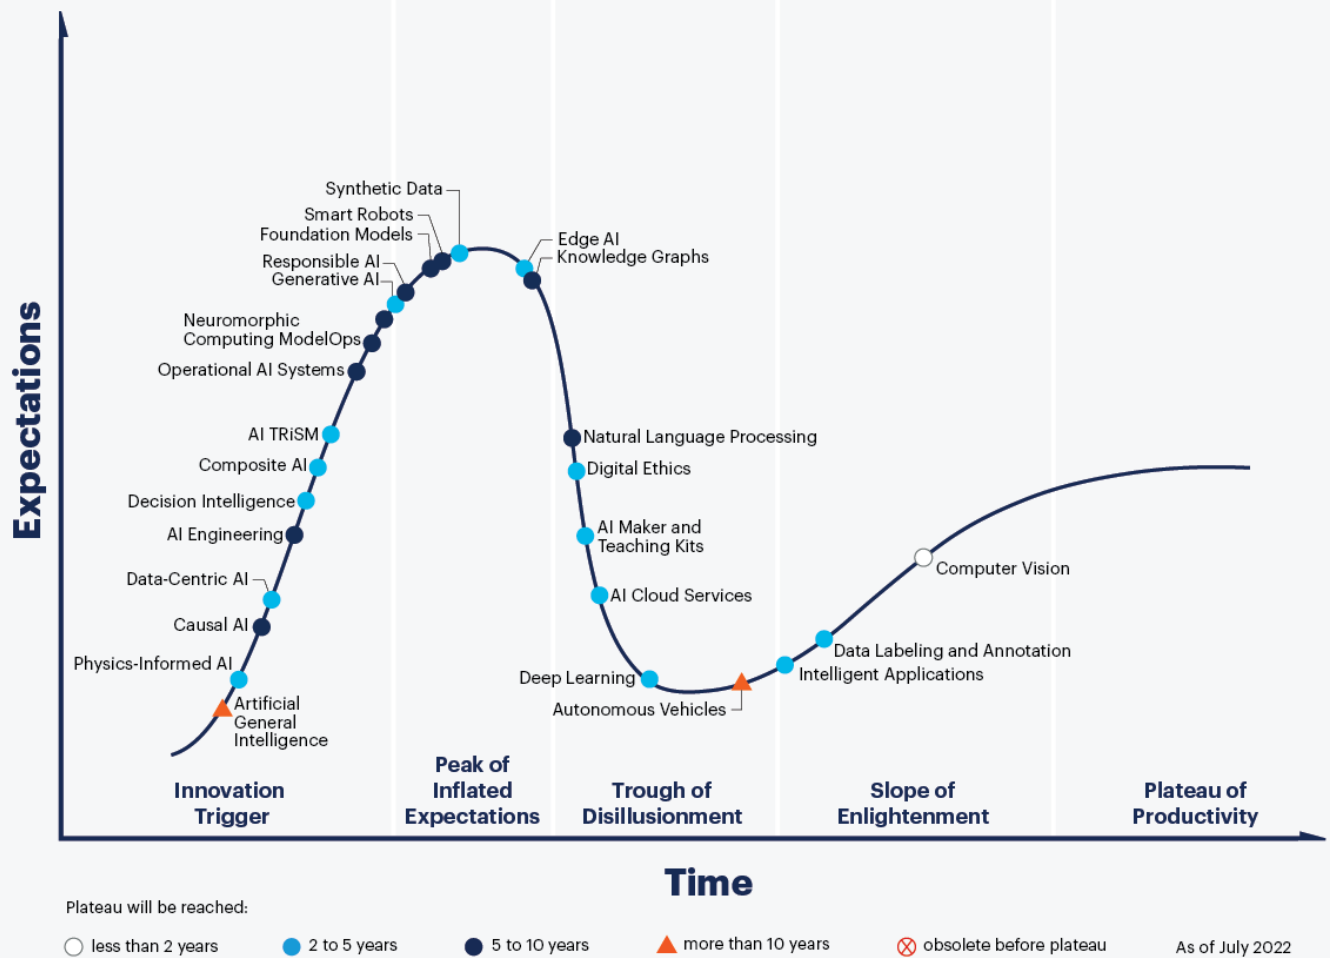 Synthetic Data
Smart Robots
Foundation Models
Responsible AI
Generative AI
Neuromorphic
Computing ModelOps
Operational AI Systems
AI TRiSM
Composite AI
Decision Intelligence
AI Engineering
Data-Centric AI
Causal AI
Physics-Informed AI
Artificial
General
Intelligence
Edge AI
Knowledge Graphs
Natural Language Processing
Digital Ethics
AI Maker and
Teaching Kits
AI Cloud Services
Deep Learning
Autonomous Vehicles
Computer Vision
Data Labeling and Annotation
Intelligent Applications
Expectations
Innovation
Trigger
Peak of
Inflated
Expectations
Trough of
Disillusionment
Slope of
Enlightenment
Plateau of
Productivity
Time
Plateau will be reached:
less than 2 years
2 to 5 years
5 to 10 years
more than 10 years
obsolete before plateau
As of July 2022